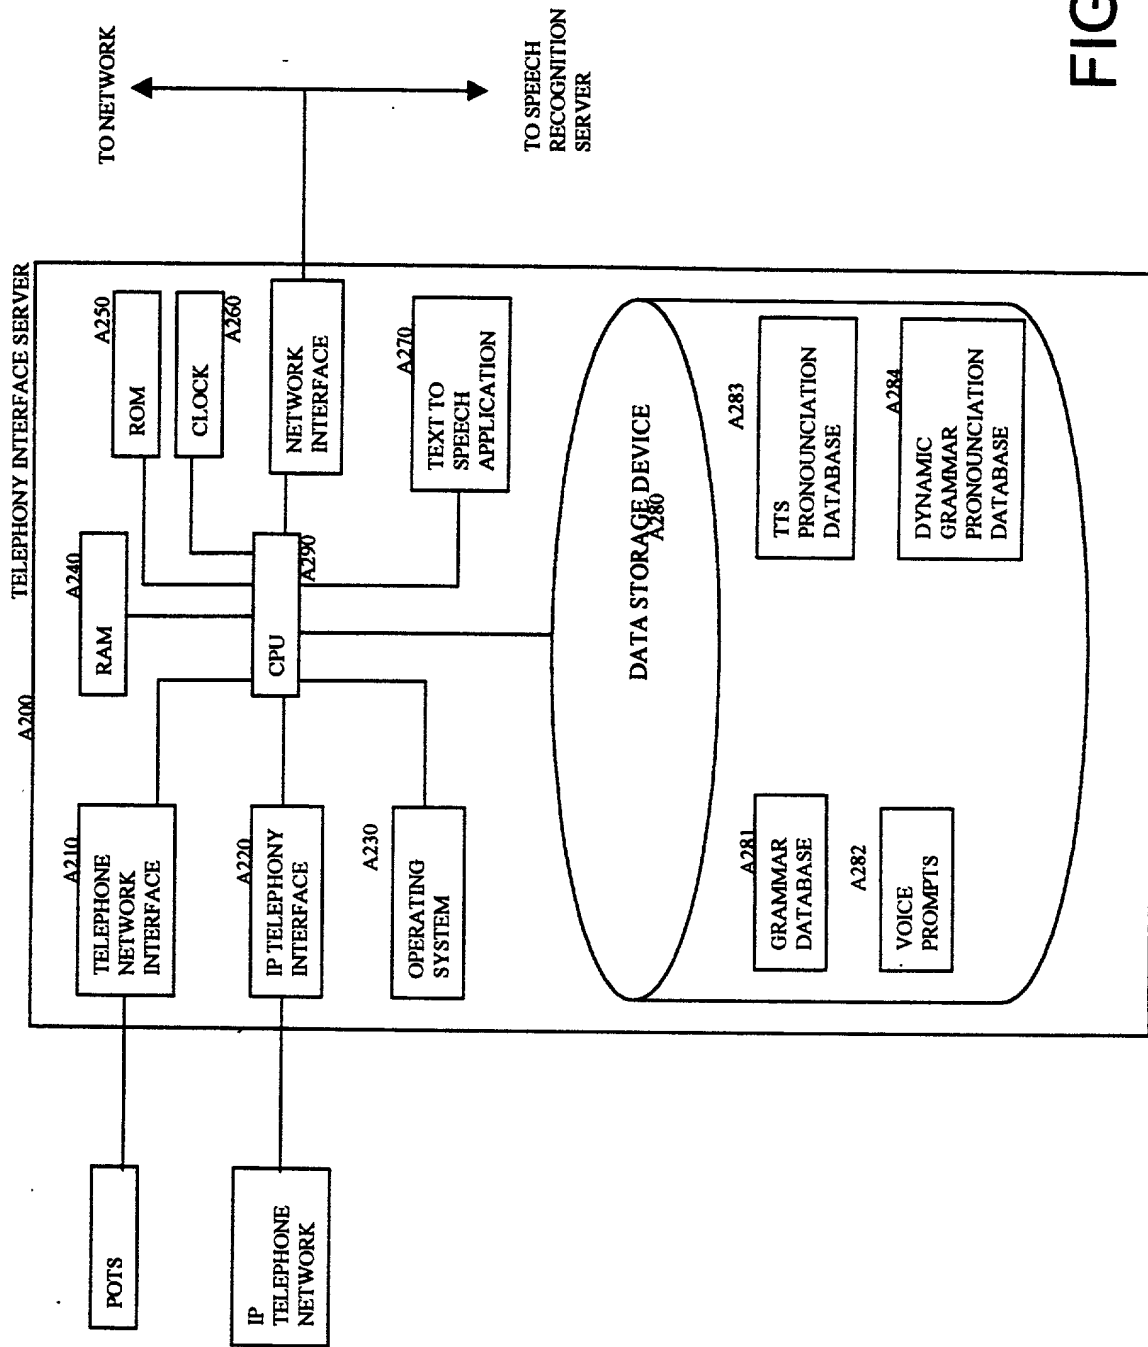 TELEPHONY INTERFACE SERVER
A200
POTS
IP
TELEPHONE
NETWORK
A210
TELEPHONE
NETWORK
INTERFACE
A220
IP TELEPHONY
INTERFACE
A230
OPERATING
SYSTEM
A240
RAM
A290
CPU
A250
ROM
CLOCK
A260
NETWORK
INTERFACE
A270
TEXT TO
SPEECH
APPLICATION
TO NETWORK
TO SPEECH
RECOGNITION
SERVER
DATA STORAGE DEVICE
A280
A281
GRAMMAR
DATABASE
A282
VOICE
PROMPTS
A283
TTS
PRONOUNCIATION
DATABASE
A284
DYNAMIC
GRAMMAR
PRONOUNCIATION
DATABASE
FIG